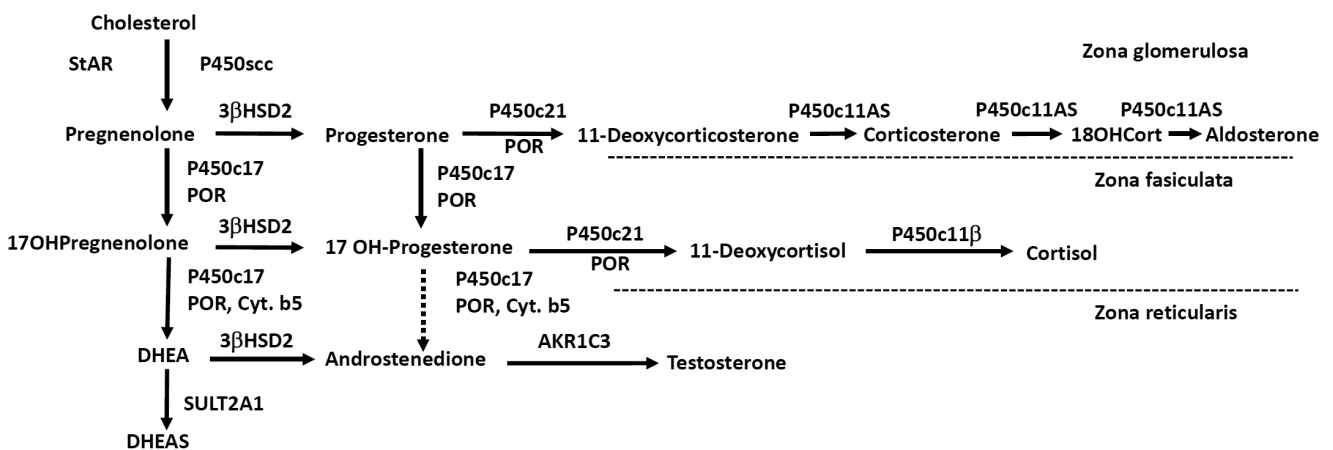 Cholesterol
StAR
P450scc
Zona glomerulosa
3βHSD2
P450c21
P450c11AS
P450c11AS
P450c11AS
Pregnenolone
Progesterone
POR
11-Deoxycorticosterone
Corticosterone
18OHCort
Aldosterone
P450c17
POR
P450c17
POR
Zona fasiculata
3βHSD2
P450c21
P450c11β
17OHPregnenolone
17 OH-Progesterone
POR
11-Deoxycortisol
Cortisol
P450c17
POR, Cyt. b5
P450c17
POR, Cyt. b5
Zona reticularis
3βHSD2
AKR1C3
DHEA
Androstenedione
Testosterone
SULT2A1
DHEAS